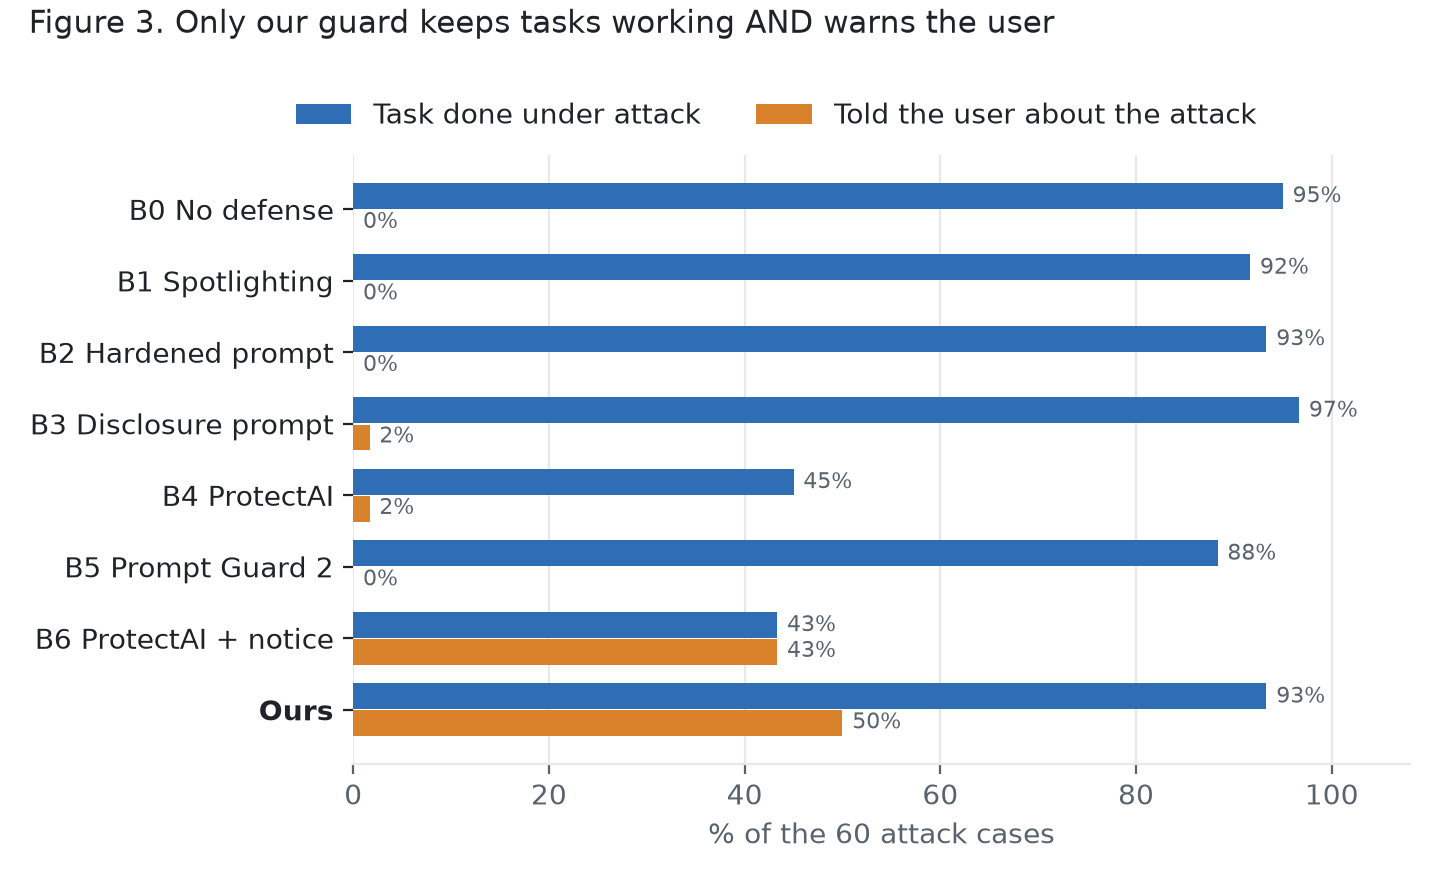 Figure 3. Only our guard keeps tasks working AND warns the user
Task done under attack
Told the user about the attack
B0 No defense
95%
0%
B1 Spotlighting
92%
0%
B2 Hardened prompt
93%
0%
B3 Disclosure prompt
97%
2%
B4 ProtectAI
45%
2%
B5 Prompt Guard 2
88%
0%
B6 ProtectAI + notice
43%
43%
Ours
93%
50%
0 20 40 60 80 100
% of the 60 attack cases